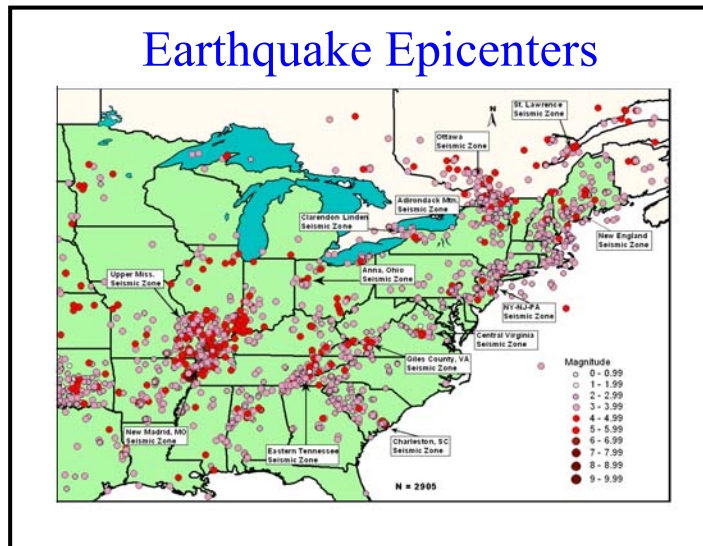 Earthquake Epicenters
N
St. Lawrence
Seismic Zone
Ottawa
Seismic Zone
Adirondack Mtn.
Seismic Zone
Clarendon Linden
Seismic Zone
New England
Seismic Zone
Upper Miss.
Seismic Zone
Anna, Ohio
Seismic Zone
NY-NJ-PA
Seismic Zone
Central Virginia
Seismic Zone
Giles County, VA
Seismic Zone
New Madrid, MO
Seismic Zone
Eastern Tennessee
Seismic Zone
Charleston, SC
Seismic Zone
Magnitude
0 - 0.99
1 - 1.99
2 - 2.99
3 - 3.99
4 - 4.99
5 - 5.99
6 - 6.99
7 - 7.99
8 - 8.99
9 - 9.99
N = 2905